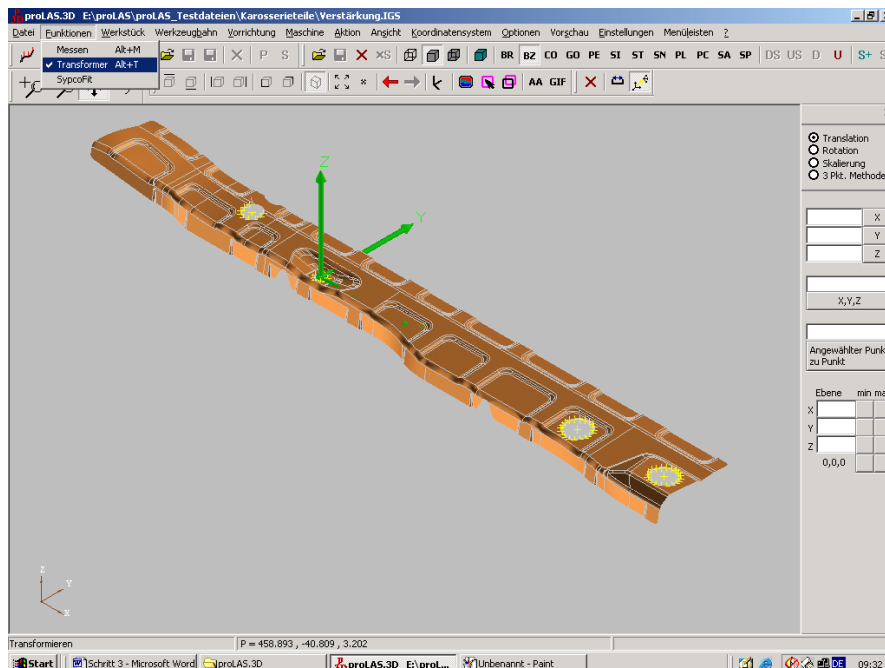 proLAS.3D E:\proLAS\proLAS_Testdateien\Karosserieteile\Verstärkung.IGS
Datei Funktionen Werkstück Werkzeugbahn Vorrichtung Maschine Aktion Ansicht Koordinatensystem Optionen Vorschau Einstellungen Menüleisten ?
Messen Alt+M
Transformer Alt+T
SypcoFit
P S ×S BR BZ CO GO PE SI ST SN PL PC SA SP DS US D U S+
AA GIF
Translation
Rotation
Skalierung
3 Pkt. Methode
X
Y
Z
X,Y,Z
Angewählter Punk
zu Punkt
Ebene min ma
X
Y
Z
0,0,0
Z
Y
Z
Y
X
Transformieren P = 458.893 , -40.809 , 3.202
Start Schritt 3 - Microsoft Word proLAS.3D proLAS.3D E:\proL... Unbenannt - Paint DE 09:32